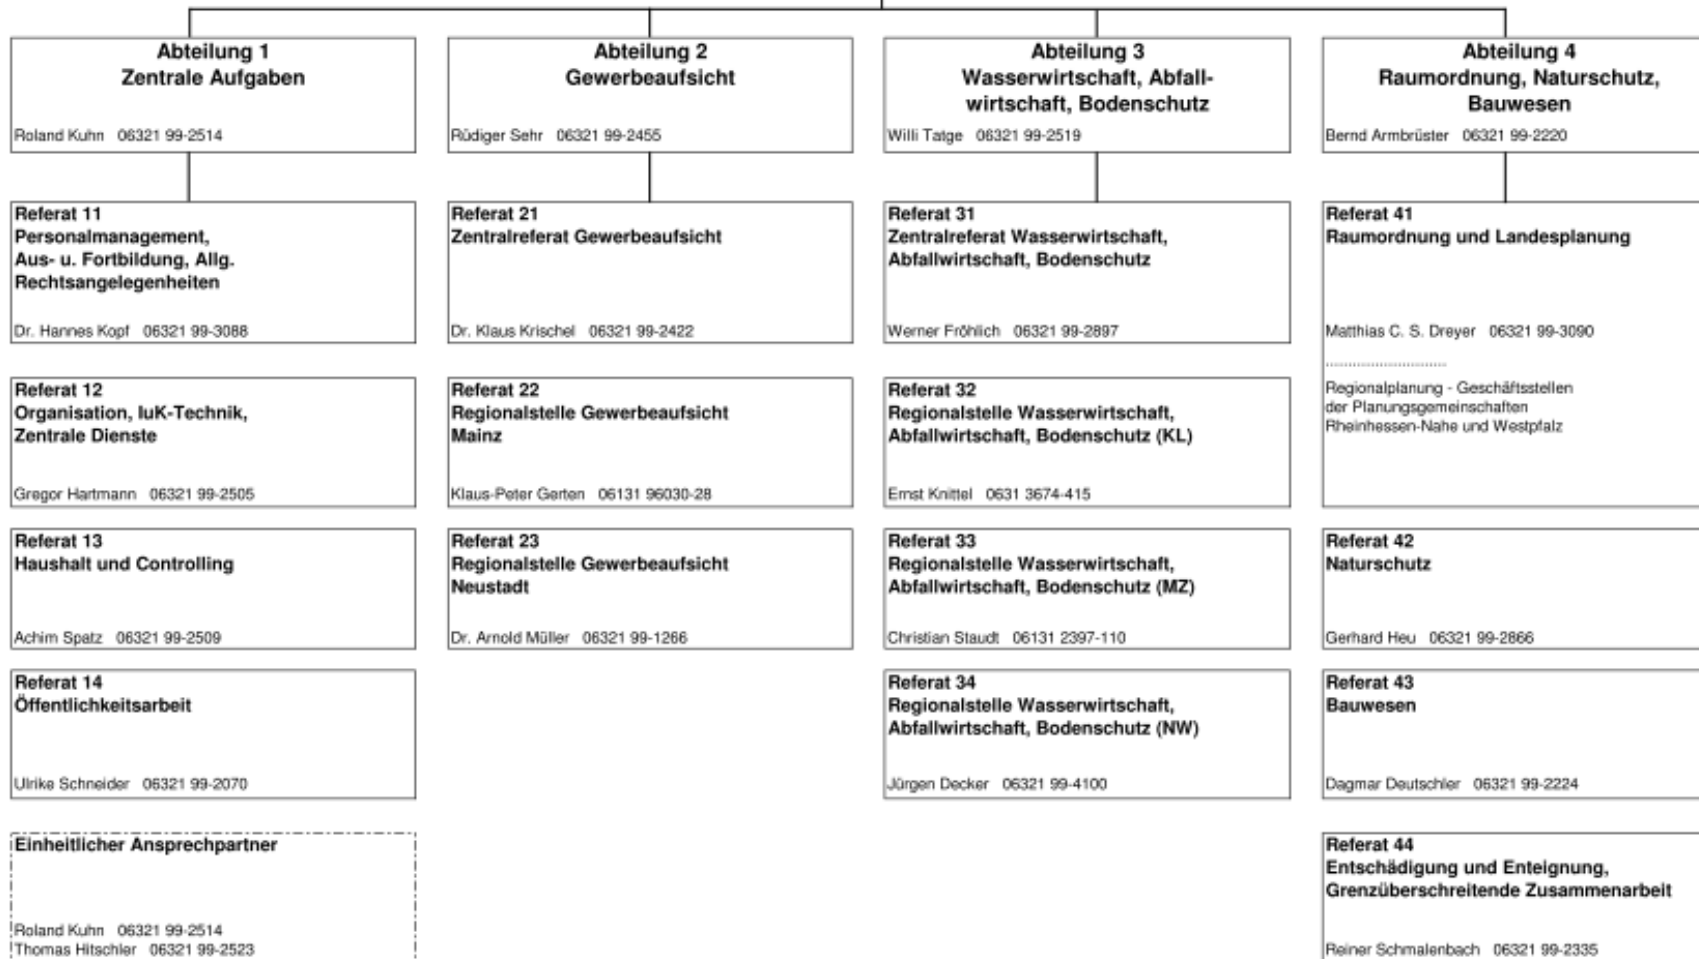 Abteilung 1
Zentrale Aufgaben
Roland Kuhn 06321 99-2514
Referat 11
Personalmanagement,
Aus- u. Fortbildung, Allg.
Rechtsangelegenheiten
Dr. Hannes Kopf 06321 99-3088
Referat 12
Organisation, IuK-Technik,
Zentrale Dienste
Gregor Hartmann 06321 99-2505
Referat 13
Haushalt und Controlling
Achim Spatz 06321 99-2509
Referat 14
Öffentlichkeitsarbeit
Ulrike Schneider 06321 99-2070
Einheitlicher Ansprechpartner
Roland Kuhn 06321 99-2514
Thomas Hitschler 06321 99-2523
Abteilung 2
Gewerbeaufsicht
Rüdiger Sehr 06321 99-2455
Referat 21
Zentralreferat Gewerbeaufsicht
Dr. Klaus Krischel 06321 99-2422
Referat 22
Regionalstelle Gewerbeaufsicht
Mainz
Klaus-Peter Gerten 06131 96030-28
Referat 23
Regionalstelle Gewerbeaufsicht
Neustadt
Dr. Arnold Müller 06321 99-1266
Abteilung 3
Wasserwirtschaft, Abfall-
wirtschaft, Bodenschutz
Willi Tatge 06321 99-2519
Referat 31
Zentralreferat Wasserwirtschaft,
Abfallwirtschaft, Bodenschutz
Werner Fröhlich 06321 99-2897
Referat 32
Regionalstelle Wasserwirtschaft,
Abfallwirtschaft, Bodenschutz (KL)
Ernst Knittel 0631 3674-415
Referat 33
Regionalstelle Wasserwirtschaft,
Abfallwirtschaft, Bodenschutz (MZ)
Christian Staudt 06131 2397-110
Referat 34
Regionalstelle Wasserwirtschaft,
Abfallwirtschaft, Bodenschutz (NW)
Jürgen Decker 06321 99-4100
Abteilung 4
Raumordnung, Naturschutz,
Bauwesen
Bernd Armbrüster 06321 99-2220
Referat 41
Raumordnung und Landesplanung
Matthias C. S. Dreyer 06321 99-3090
.............................
Regionalplanung - Geschäftsstellen
der Planungsgemeinschaften
Rheinhessen-Nahe und Westpfalz
Referat 42
Naturschutz
Gerhard Heu 06321 99-2866
Referat 43
Bauwesen
Dagmar Deutschler 06321 99-2224
Referat 44
Entschädigung und Enteignung,
Grenzüberschreitende Zusammenarbeit
Reiner Schmalenbach 06321 99-2335